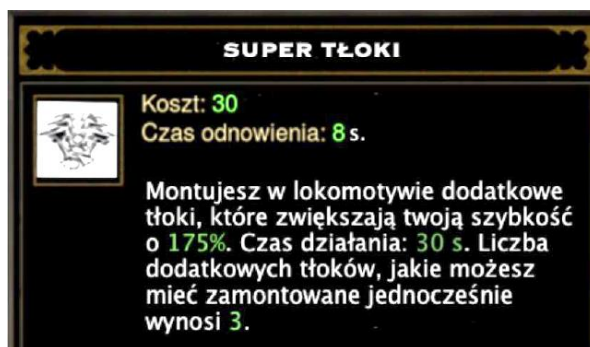 SUPER TŁOKI
Koszt: 30
Czas odnowienia: 8 s.
Montujesz w lokomotywie dodatkowe
tłoki, które zwiększają twoją szybkość
o 175%. Czas działania: 30 s. Liczba
dodatkowych tłoków, jakie możesz
mieć zamontowane jednocześnie
wynosi 3.